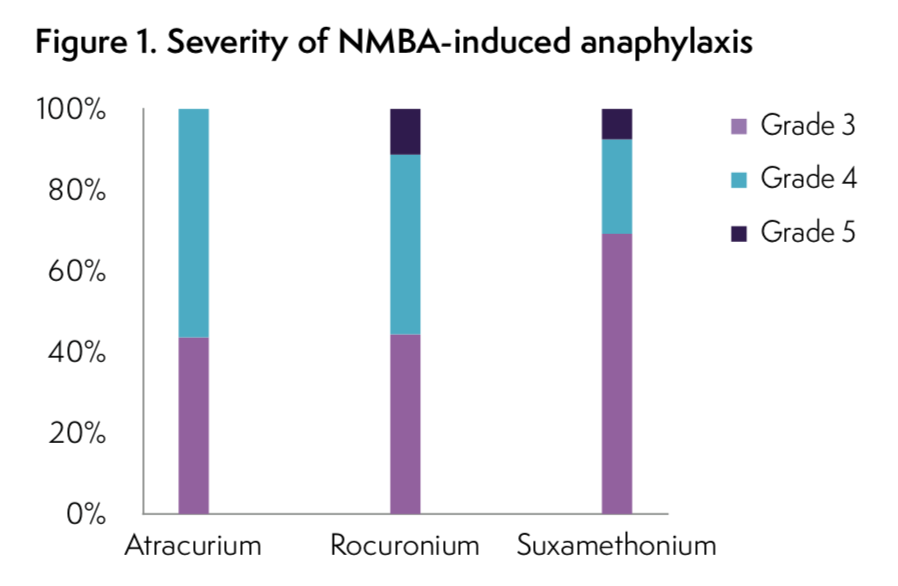 Figure 1. Severity of NMBA-induced anaphylaxis
100%
80%
60%
40%
20%
0%
Atracurium
Rocuronium
Suxamethonium
Grade 3
Grade 4
Grade 5